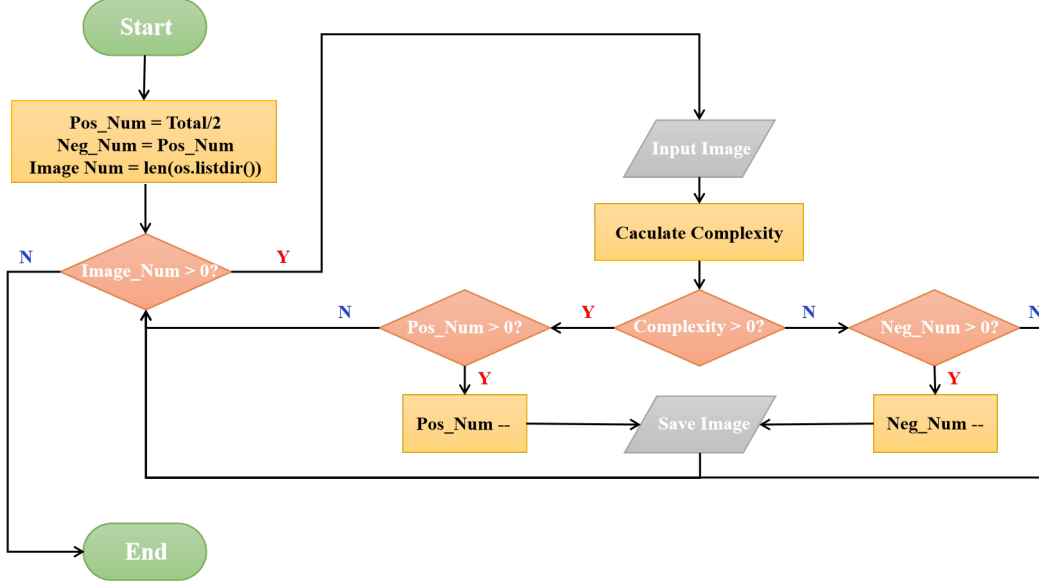 Start
Pos_Num = Total/2
Neg_Num = Pos_Num
Image Num = len(os.listdir())
N
Image_Num > 0?
Y
Input Image
Caculate Complexity
N
Pos_Num > 0?
Y
Complexity > 0?
N
Neg_Num > 0?
N
Y
Y
Pos_Num --
Save Image
Neg_Num --
End